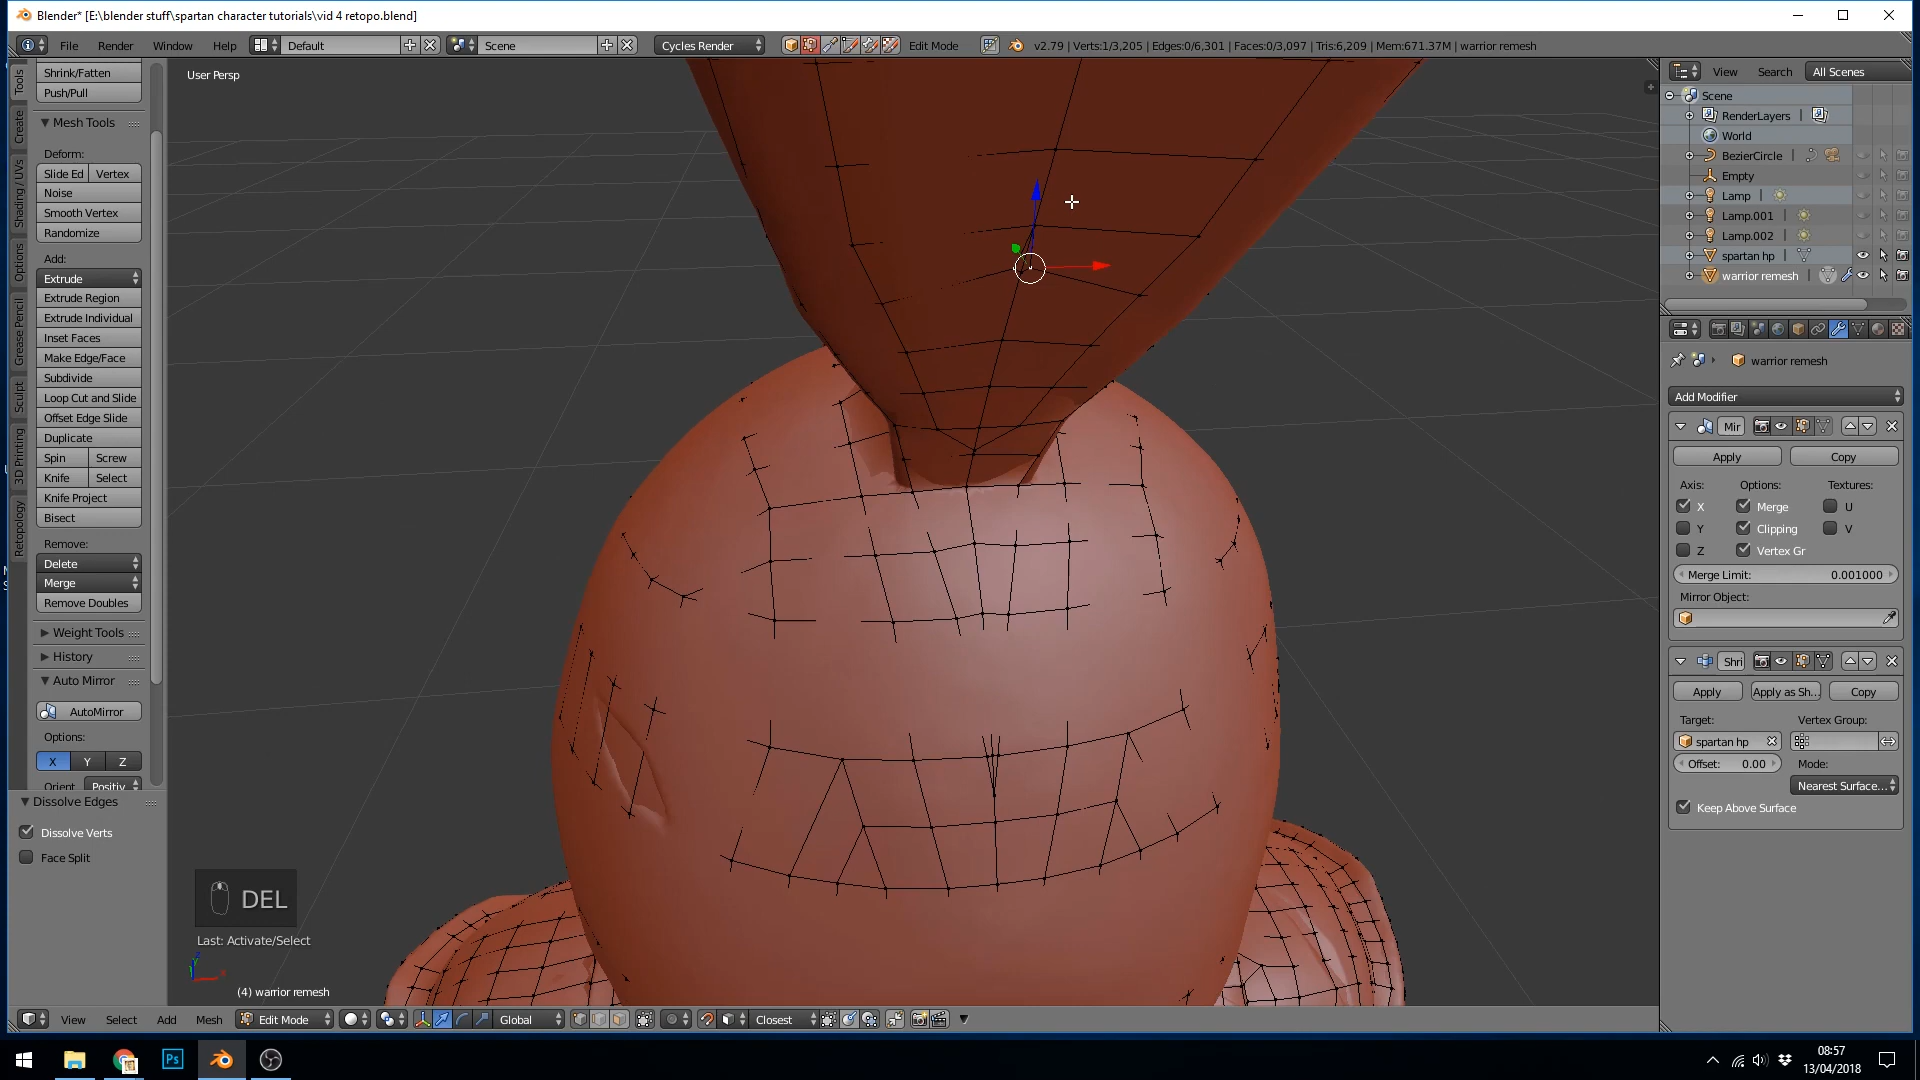 Blender* [E:\blender stuff\spartan character tutorials\vid 4 retopo.blend]
File Render Window Help Default Scene Cycles Render Edit Mode v2.79 | Verts:1/3,205 | Edges:0/6,301 | Faces:0/3,097 | Tris:6,209 | Mem:671.37M | warrior remesh
User Persp
Tools
Create
Shading / UVs
Options
Grease Pencil
Sculpt
3D Printing
Retopology
Shrink/Fatten
Push/Pull
Mesh Tools
Deform:
Slide Ed Vertex
Noise
Smooth Vertex
Randomize
Add:
Extrude
Extrude Region
Extrude Individual
Inset Faces
Make Edge/Face
Subdivide
Loop Cut and Slide
Offset Edge Slide
Duplicate
Spin Screw
Knife Select
Knife Project
Bisect
Remove:
Delete
Merge
Remove Doubles
Weight Tools
History
Auto Mirror
AutoMirror
Options:
X Y Z
Orient Positiv
Dissolve Edges
Dissolve Verts
Face Split
DEL
Last: Activate/Select
(4) warrior remesh
View Select Add Mesh Edit Mode Global Closest
View Search All Scenes
Scene
RenderLayers
World
BezierCircle
Empty
Lamp
Lamp.001
Lamp.002
spartan hp
warrior remesh
warrior remesh
Add Modifier
Mir
Apply Copy
Axis: Options: Textures:
X Merge U
Y Clipping V
Z Vertex Gr
Merge Limit: 0.001000
Mirror Object:
Shri
Apply Apply as Sh... Copy
Target: Vertex Group:
spartan hp
Offset: 0.00 Mode:
Nearest Surface...
Keep Above Surface
Ps
08:57
13/04/2018